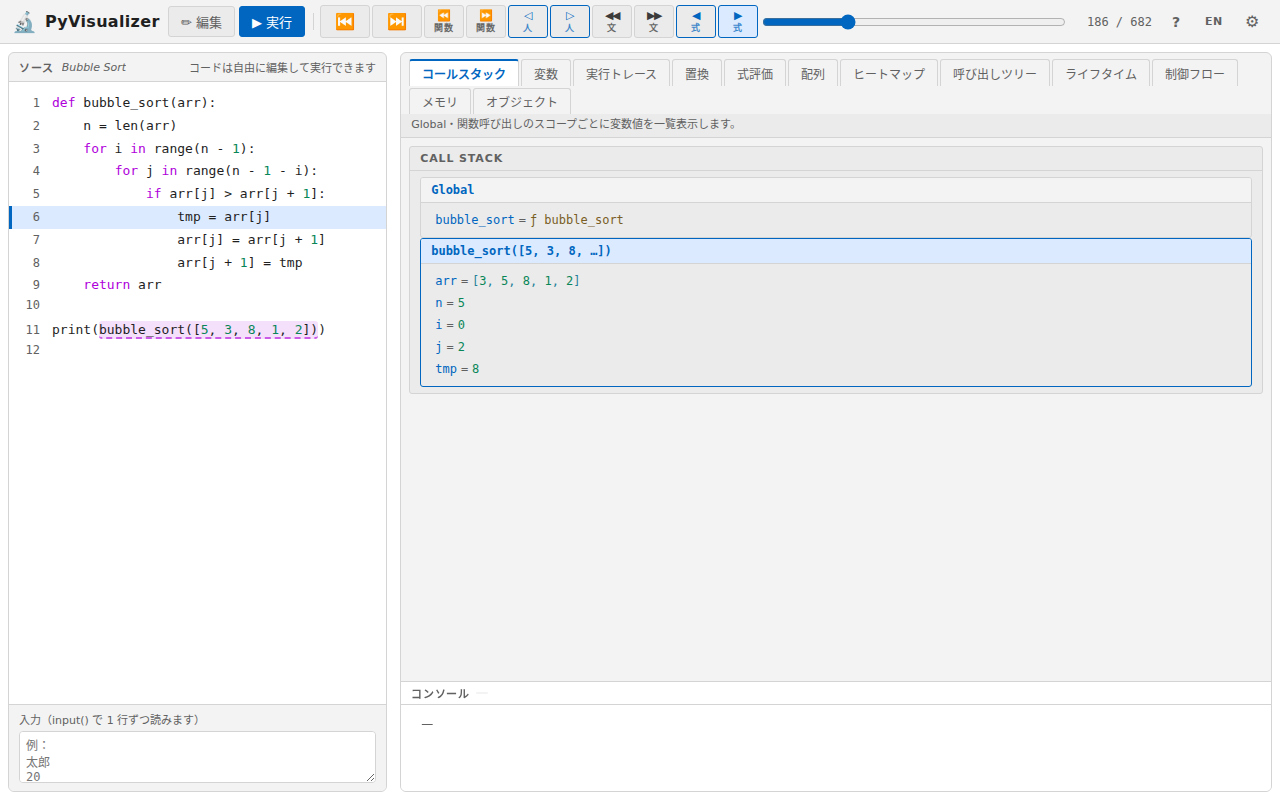 PyVisualizer
✏ 編集
▶ 実行
関数
関数
人
人
文
文
式
式
186 / 682
?
EN
ソース Bubble Sort コードは自由に編集して実行できます
1 def bubble_sort(arr):
2 n = len(arr)
3 for i in range(n - 1):
4 for j in range(n - 1 - i):
5 if arr[j] > arr[j + 1]:
6 tmp = arr[j]
7 arr[j] = arr[j + 1]
8 arr[j + 1] = tmp
9 return arr
10
11 print(bubble_sort([5, 3, 8, 1, 2]))
12
入力（input() で 1 行ずつ読みます）
例：
太郎
20
コールスタック 変数 実行トレース 置換 式評価 配列 ヒートマップ 呼び出しツリー ライフタイム 制御フロー
メモリ オブジェクト
Global・関数呼び出しのスコープごとに変数値を一覧表示します。
CALL STACK
Global
bubble_sort = ƒ bubble_sort
bubble_sort([5, 3, 8, …])
arr = [3, 5, 8, 1, 2]
n = 5
i = 0
j = 2
tmp = 8
コンソール
—